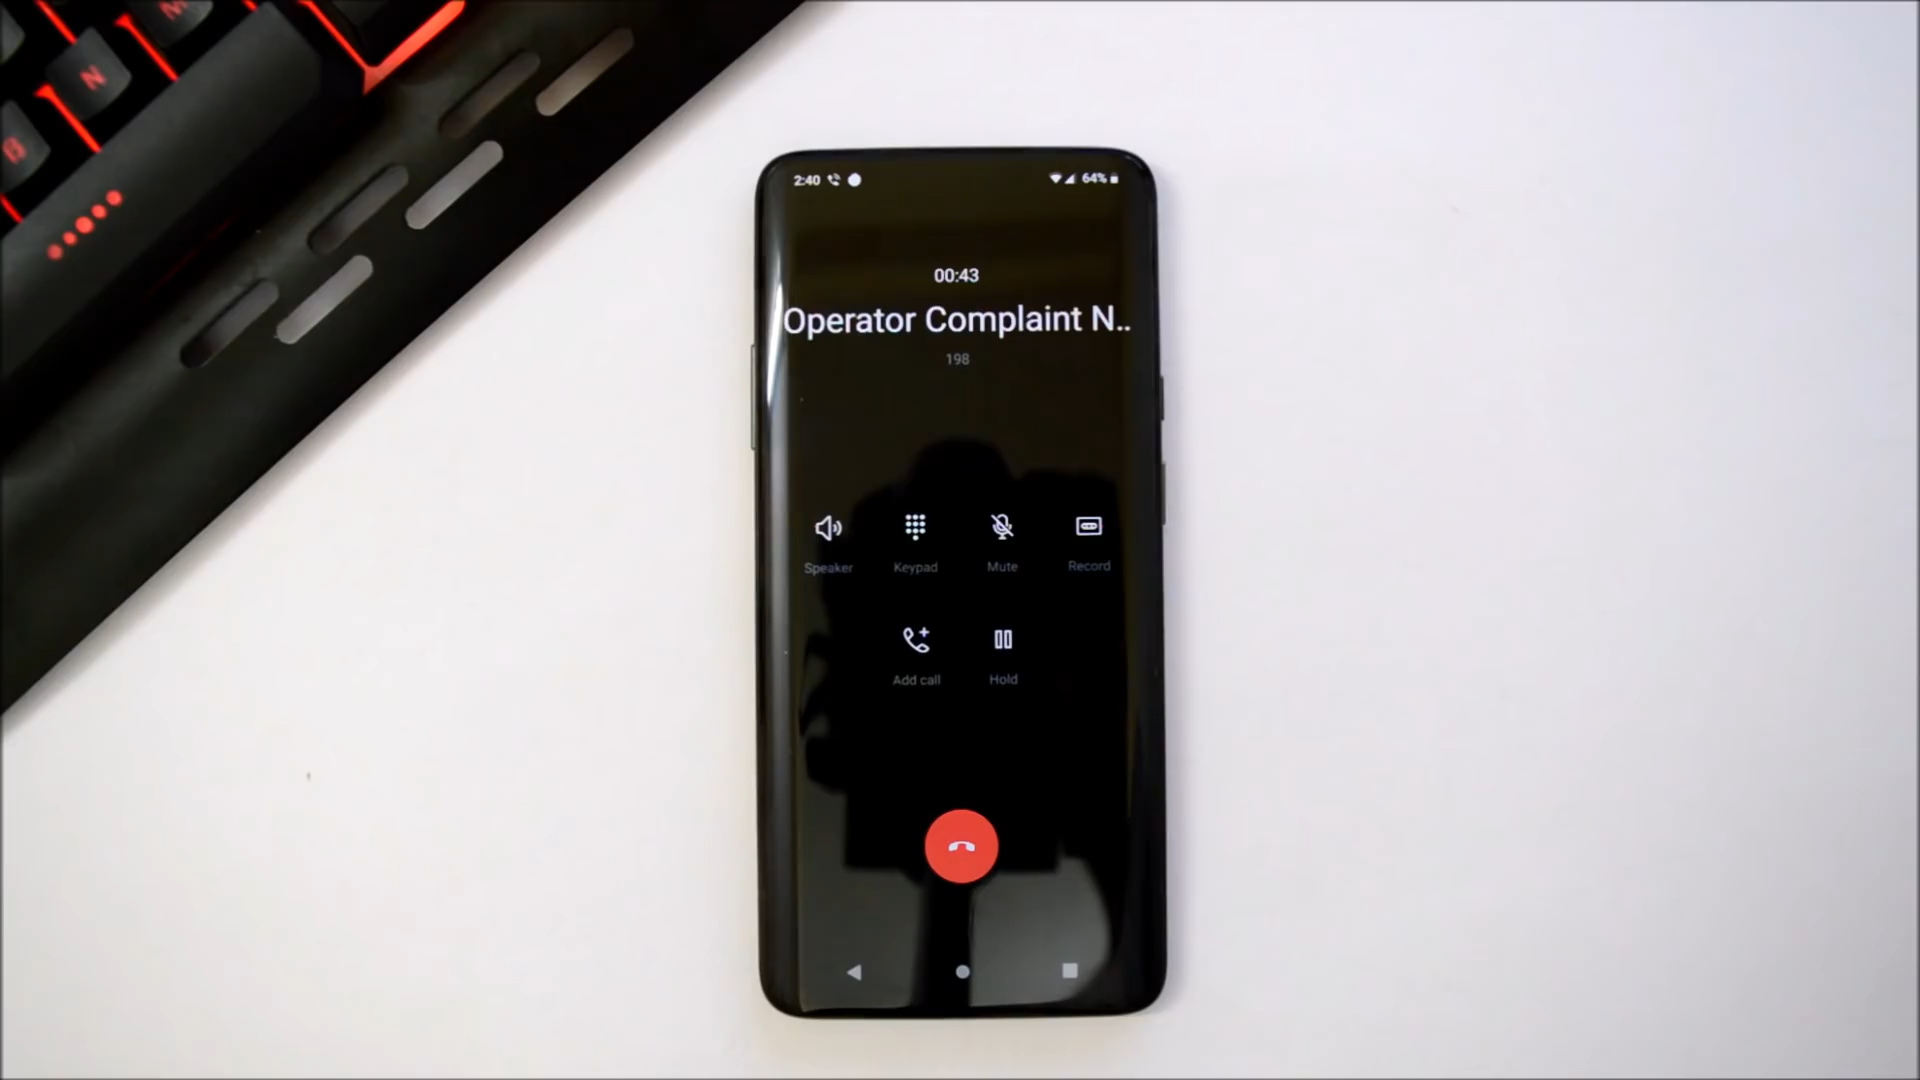 N
B
2:40
64%
00:43
Operator Complaint N..
198
Speaker Keypad Mute Record
Add call Hold